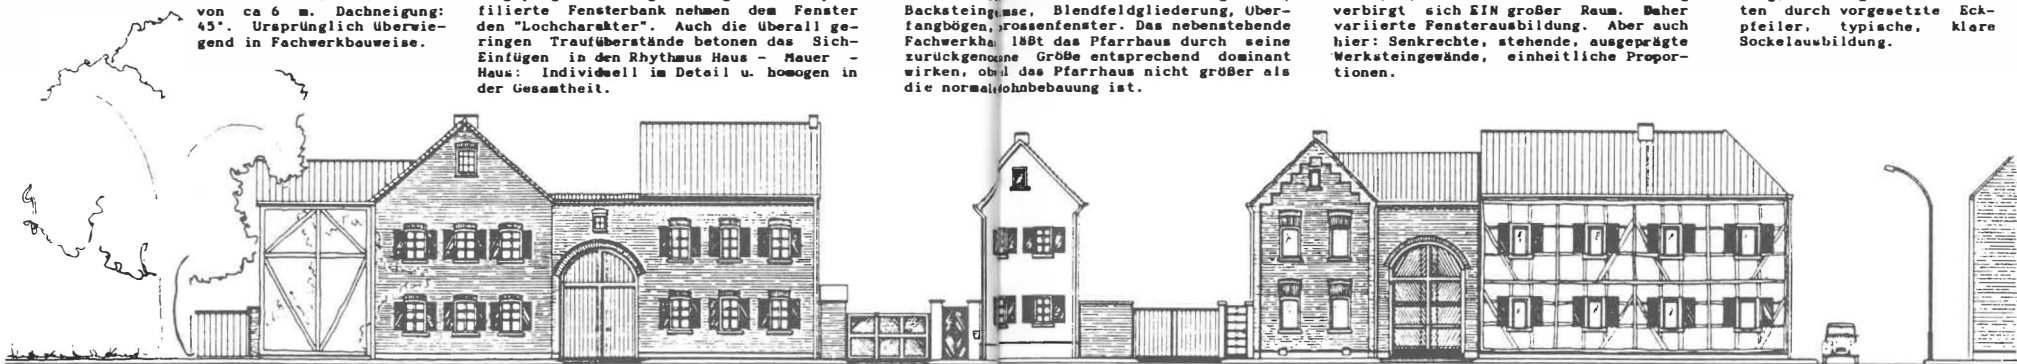 von ca 6 m. Dachneigung:
45°. Ursprünglich überwie-
gend in Fachwerkbauweise.
filierte Fensterbank nehmen dem Fenster
den "Lochcharakter". Auch die überall ge-
ringen Traufüberstände betonen das Sich-
Einfügen in den Rhythmus Haus - Mauer -
Haus: Individuell im Detail u. homogen in
der Gesamtheit.
Blendfeldgliederung, Über-
fangbögen, rossenfenster. Das nebenstehende
läßt das Pfarrhaus durch seine
Größe entsprechend dominant
wirken, das Pfarrhaus nicht größer als
die ist.
verbirgt sich EIN großer Raum. Daher
variierte Fensterausbildung. Aber auch
hier: Senkrechte, stehende, ausgeprägte
Werksteingewände, einheitliche Propor-
tionen.
ten durch vorgesetzte Eck-
pfeiler, typische, klare
Sockelausbildung.